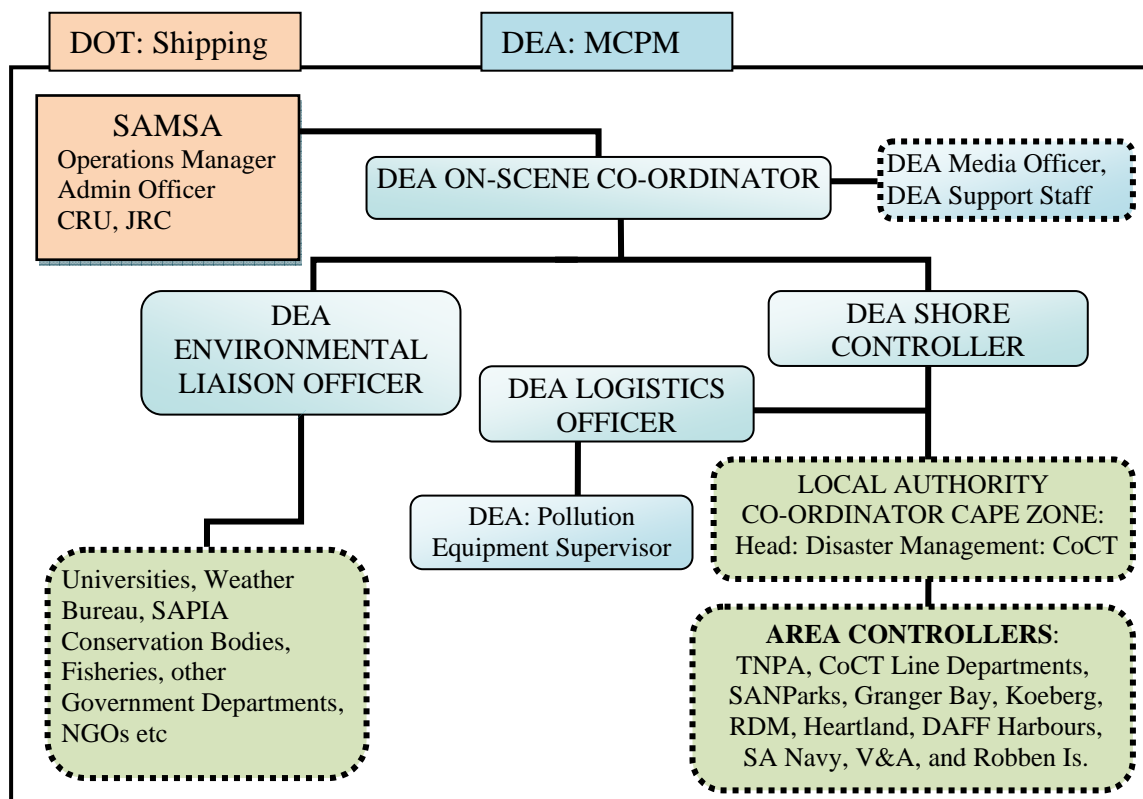 DOT: Shipping
DEA: MCPM
SAMSA
Operations Manager
Admin Officer
CRU, JRC
DEA ON-SCENE CO-ORDINATOR
DEA Media Officer,
DEA Support Staff
DEA
ENVIRONMENTAL
LIAISON OFFICER
DEA SHORE
CONTROLLER
DEA LOGISTICS
OFFICER
DEA: Pollution
Equipment Supervisor
LOCAL AUTHORITY
CO-ORDINATOR CAPE ZONE:
Head: Disaster Management: CoCT
Universities, Weather
Bureau, SAPIA
Conservation Bodies,
Fisheries, other
Government Departments,
NGOs etc
AREA CONTROLLERS:
TNPA, CoCT Line Departments,
SANParks, Granger Bay, Koeberg,
RDM, Heartland, DAFF Harbours,
SA Navy, V&A, and Robben Is.